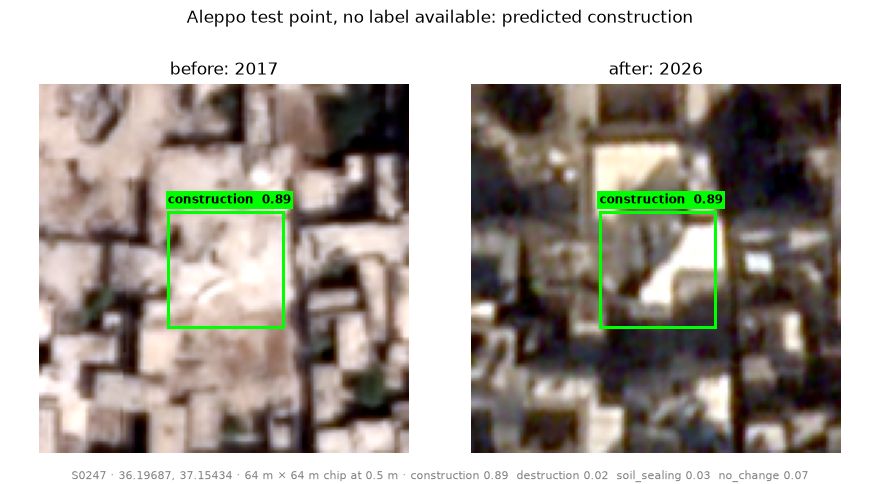 Aleppo test point, no label available: predicted construction
before: 2017
after: 2026
construction 0.89
construction 0.89
S0247 · 36.19687, 37.15434 · 64 m × 64 m chip at 0.5 m · construction 0.89 destruction 0.02 soil_sealing 0.03 no_change 0.07